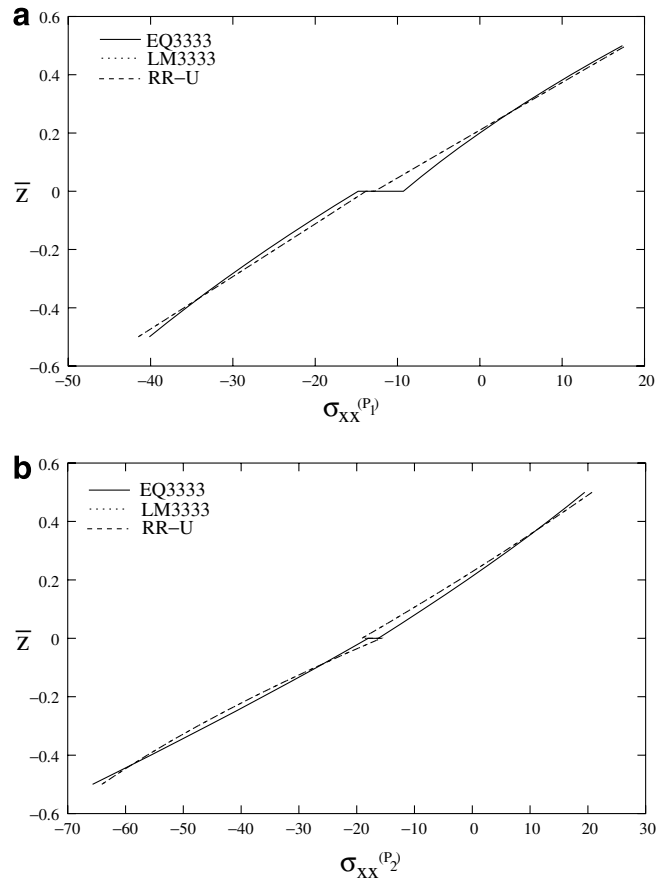 a
0.6
0.4
0.2
0
−0.2
−0.4
−0.6
z̅
EQ3333
LM3333
RR−U
−50 −40 −30 −20 −10 0 10 20
σxx(P1)
b
0.6
0.4
0.2
0
−0.2
−0.4
−0.6
z̅
EQ3333
LM3333
RR−U
−70 −60 −50 −40 −30 −20 −10 0 10 20 30
σxx(P2)